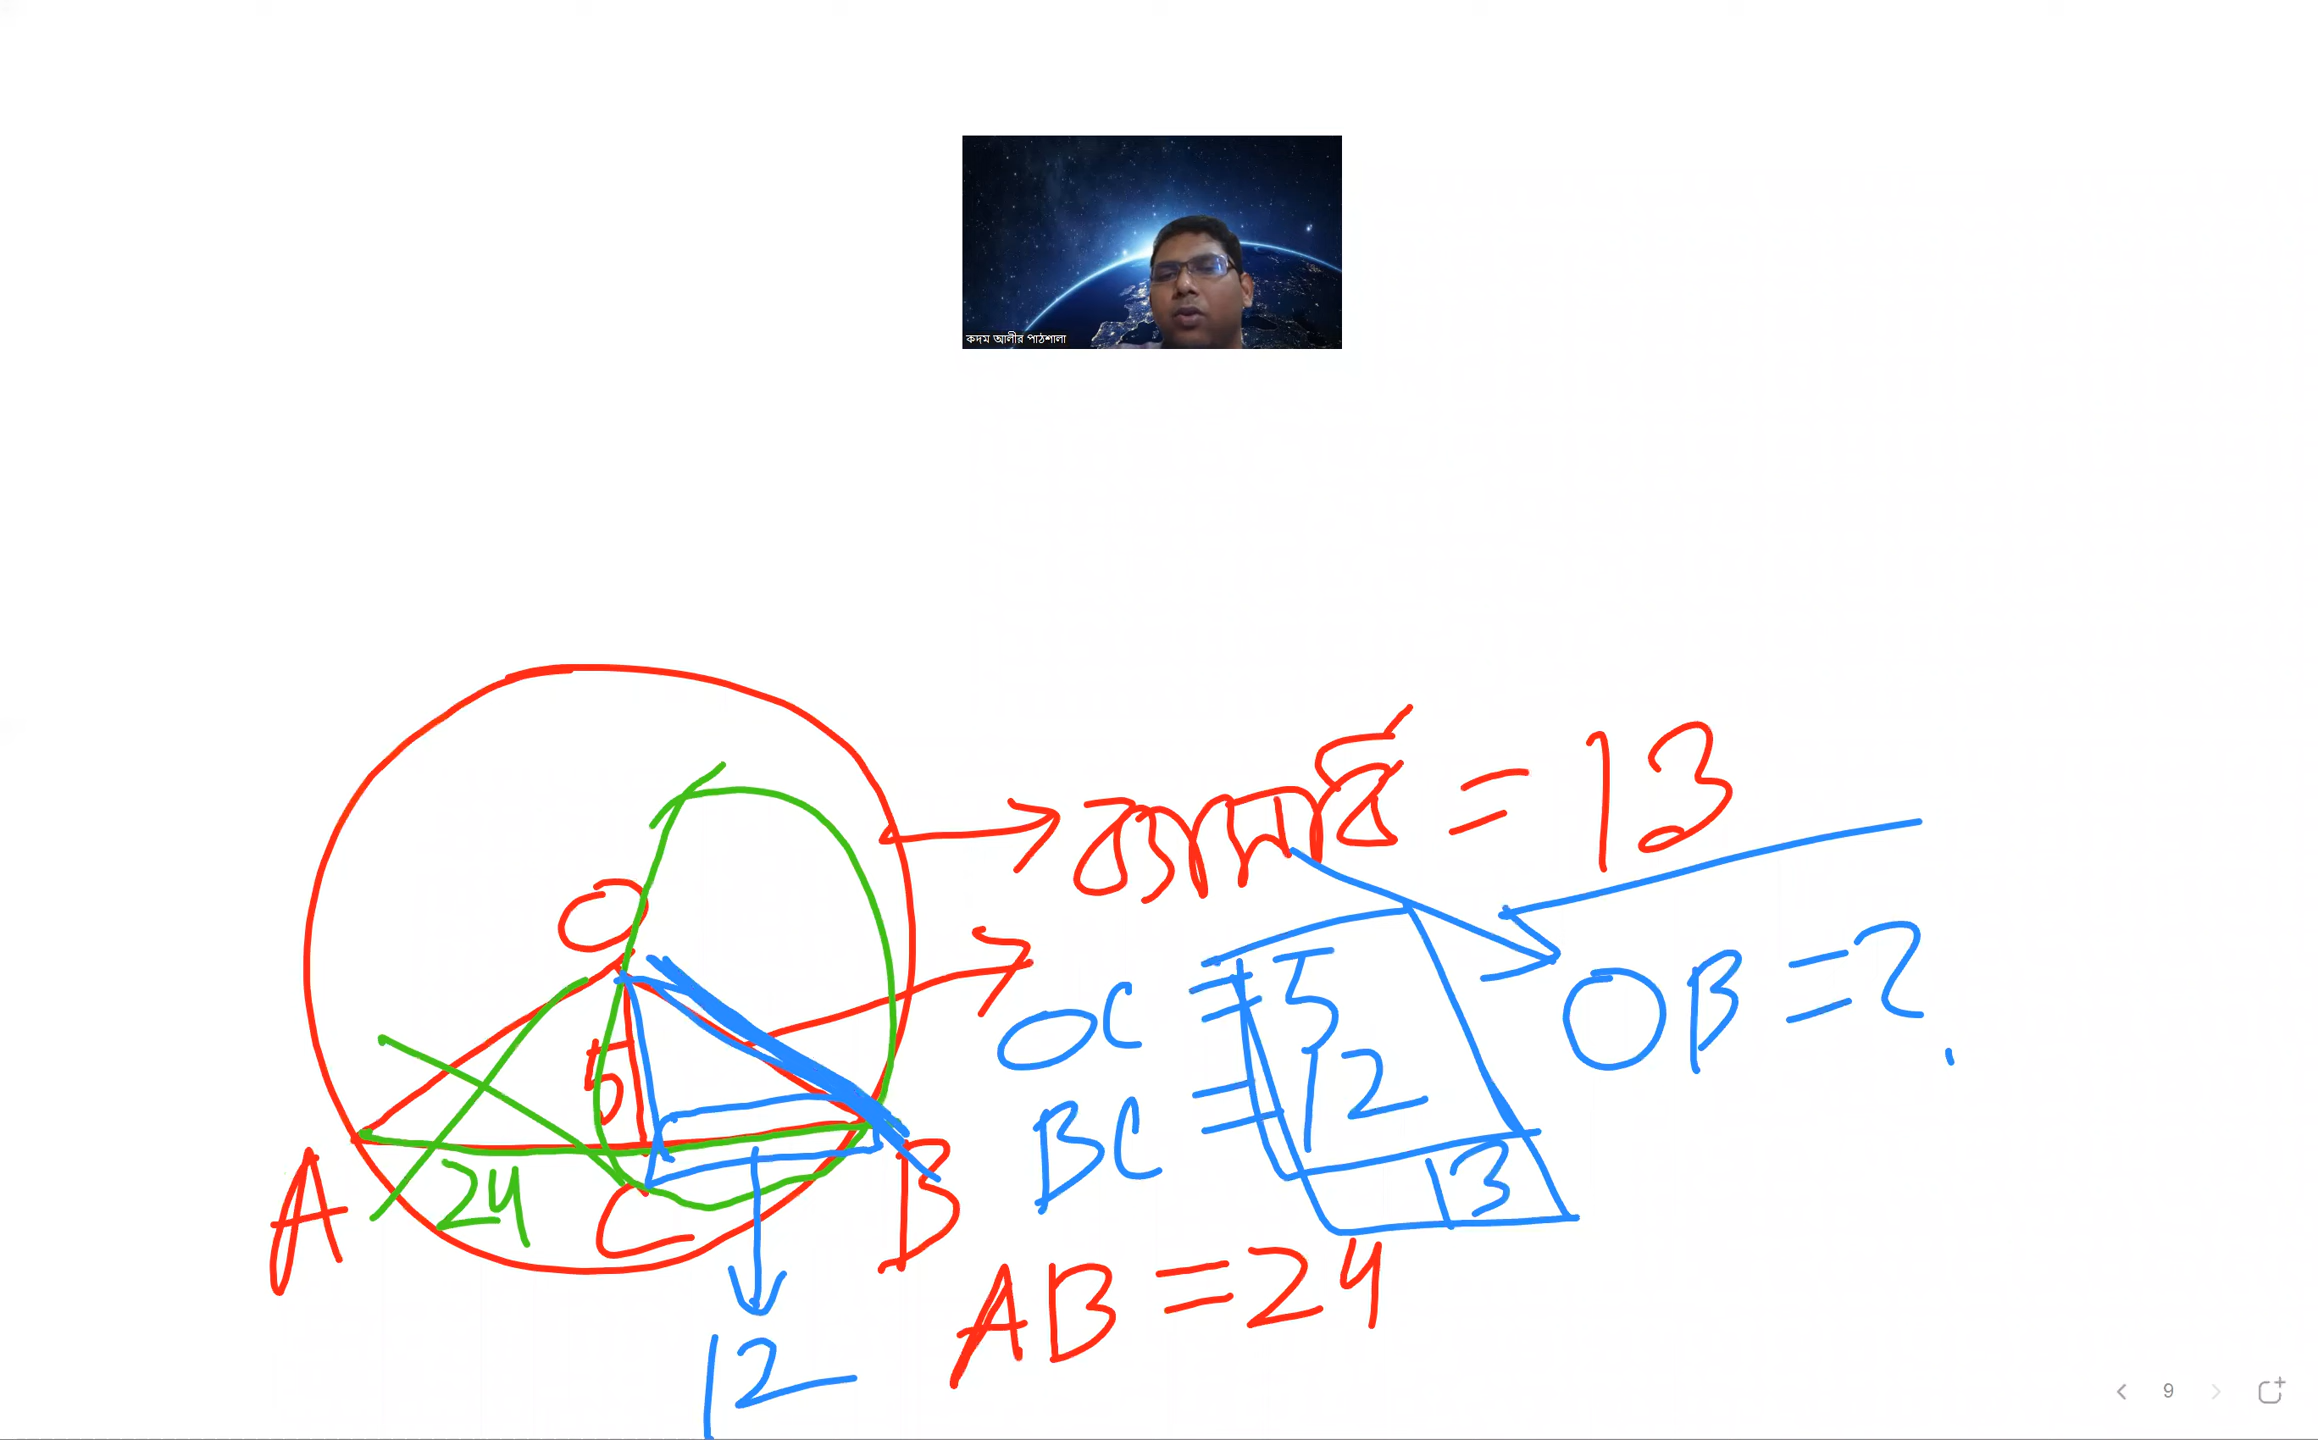 কদম আলীর পাঠশালা
ব্যাসার্ধ = 13
O
5
OC = 5
OB = ?
BC = 12
13
A
24
C
B
AB = 24
12
9